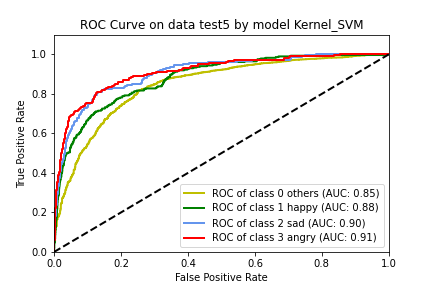 ROC Curve on data test5 by model Kernel_SVM
True Positive Rate
1.0
0.8
0.6
0.4
0.2
0.0
ROC of class 0 others (AUC: 0.85)
ROC of class 1 happy (AUC: 0.88)
ROC of class 2 sad (AUC: 0.90)
ROC of class 3 angry (AUC: 0.91)
0.0 0.2 0.4 0.6 0.8 1.0
False Positive Rate